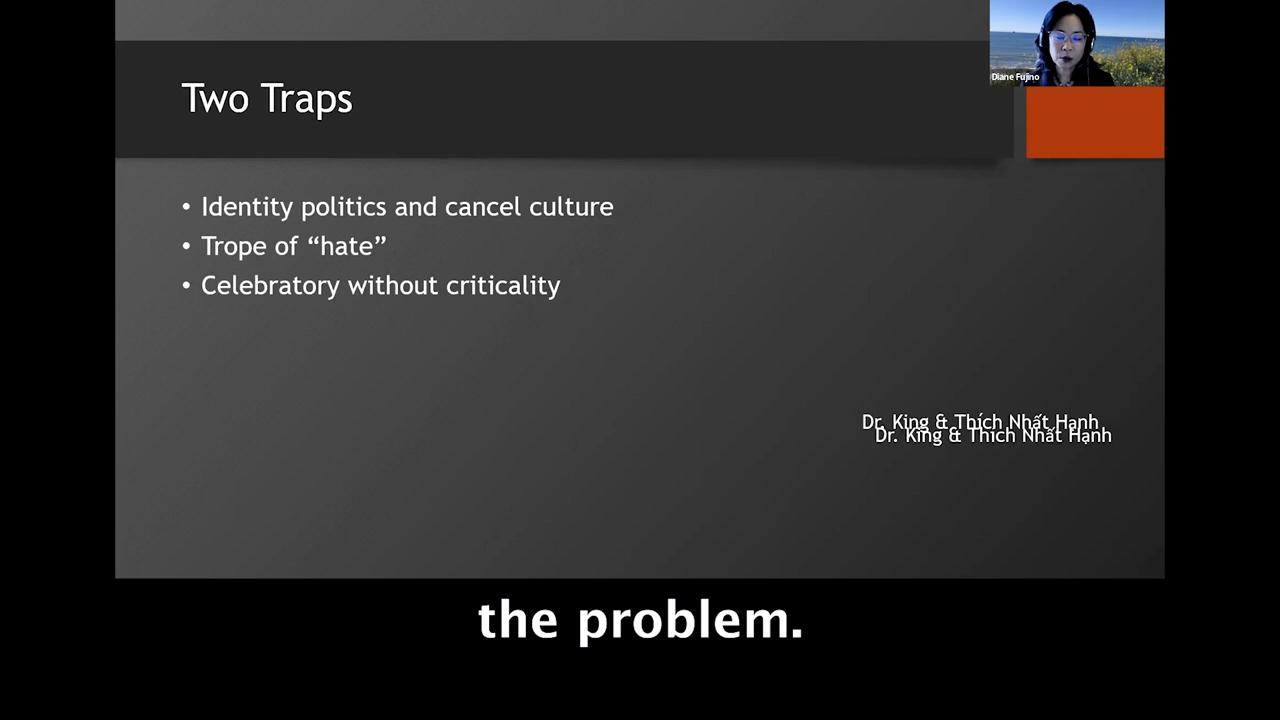 Diane Fujino
Two Traps
• Identity politics and cancel culture
• Trope of “hate”
• Celebratory without criticality
Dr. King & Thích Nhất Hạnh
Dr. King & Thích Nhất Hạnh
the problem.